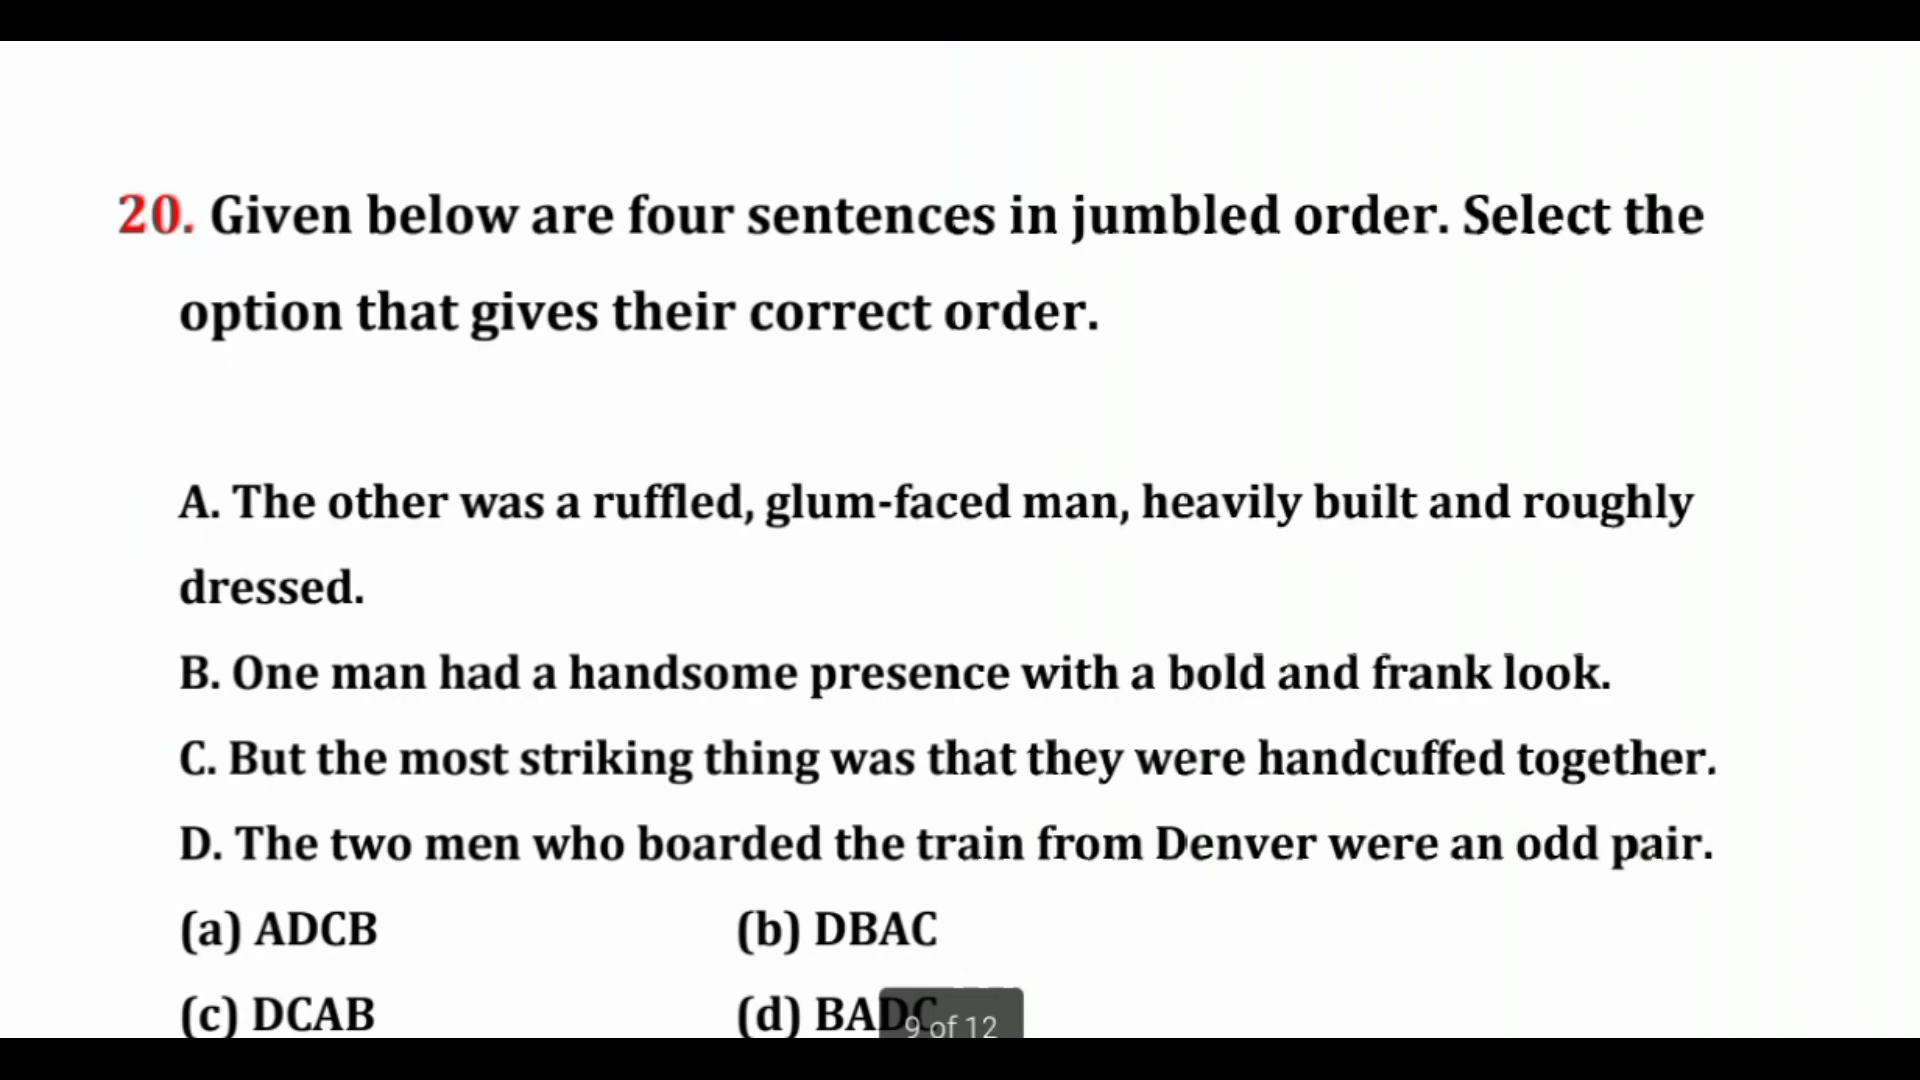 20. Given below are four sentences in jumbled order. Select the
option that gives their correct order.
A. The other was a ruffled, glum-faced man, heavily built and roughly
dressed.
B. One man had a handsome presence with a bold and frank look.
C. But the most striking thing was that they were handcuffed together.
D. The two men who boarded the train from Denver were an odd pair.
(a) ADCB (b) DBAC
(c) DCAB (d) BADC
9 of 12